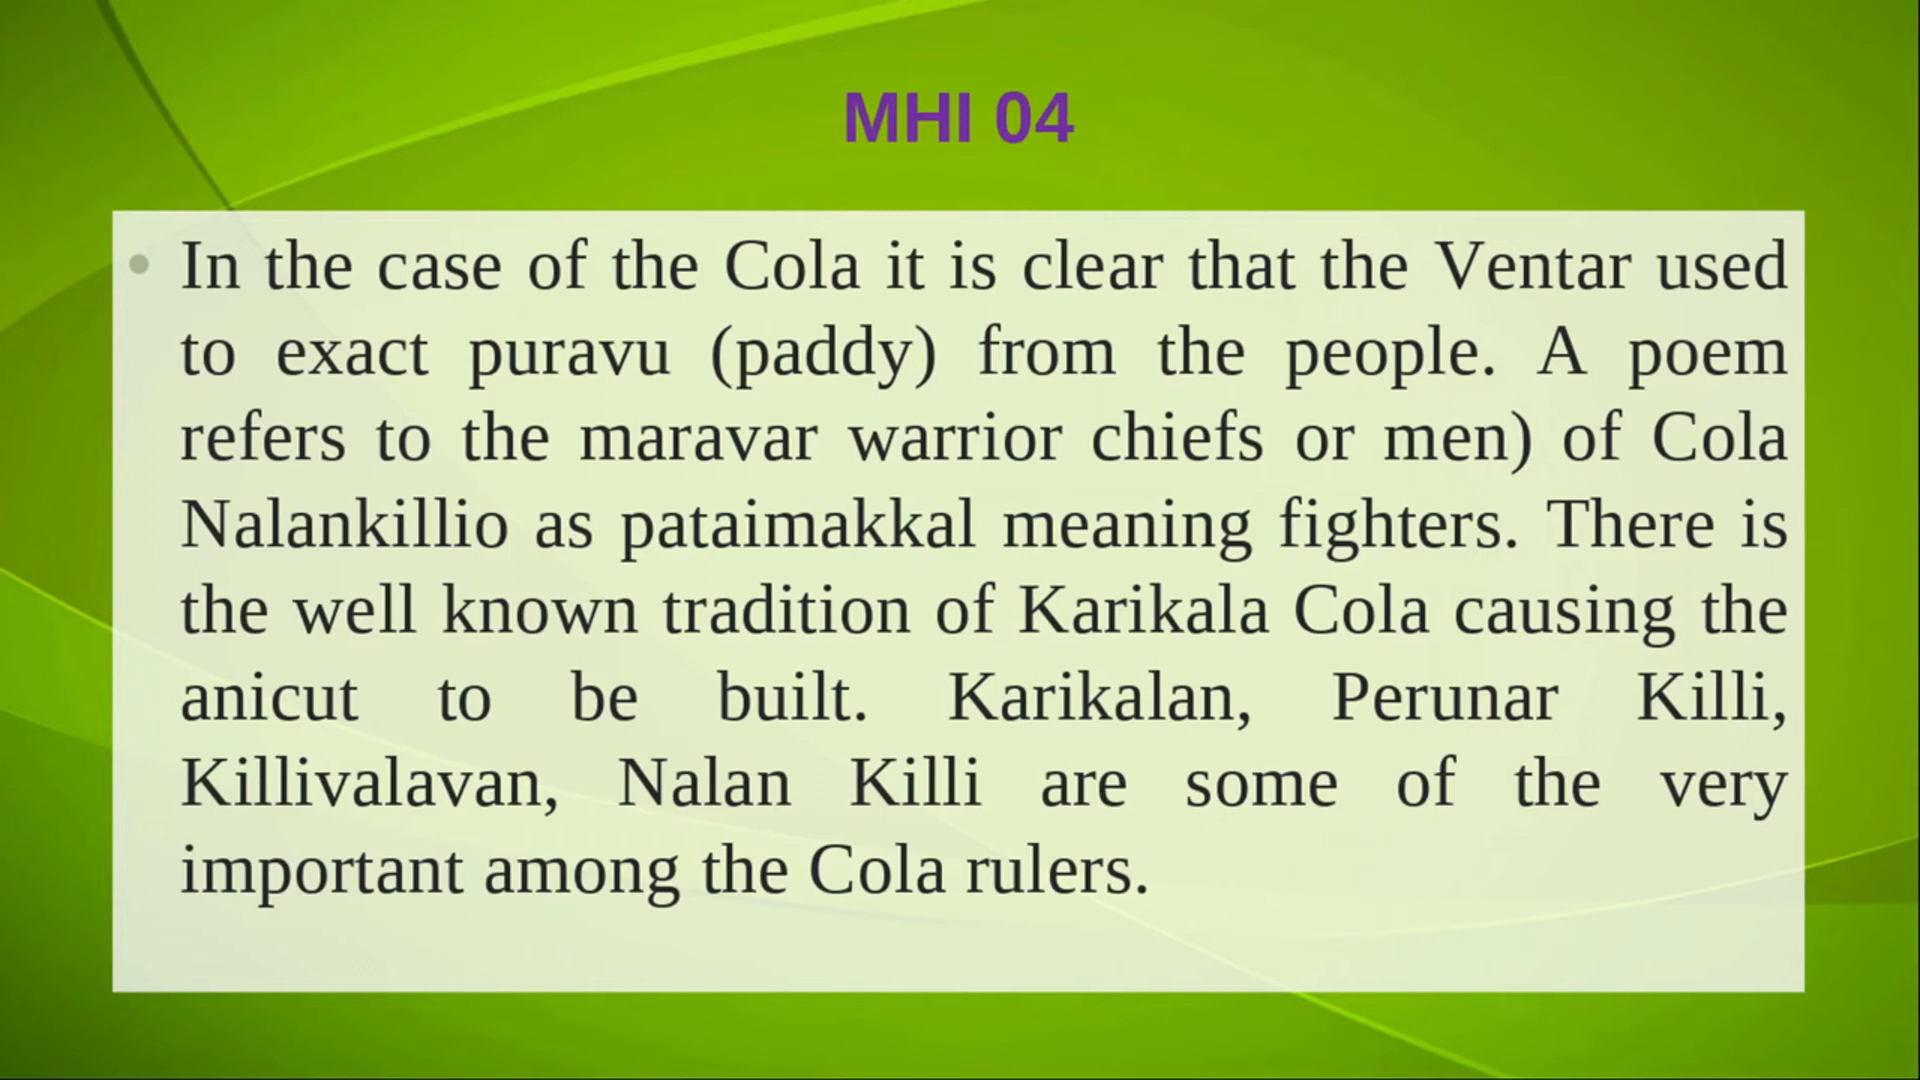 MHI 04
• In the case of the Cola it is clear that the Ventar used
to exact puravu (paddy) from the people. A poem
refers to the maravar warrior chiefs or men) of Cola
Nalankillio as pataimakkal meaning fighters. There is
the well known tradition of Karikala Cola causing the
anicut to be built. Karikalan, Perunar Killi,
Killivalavan, Nalan Killi are some of the very
important among the Cola rulers.